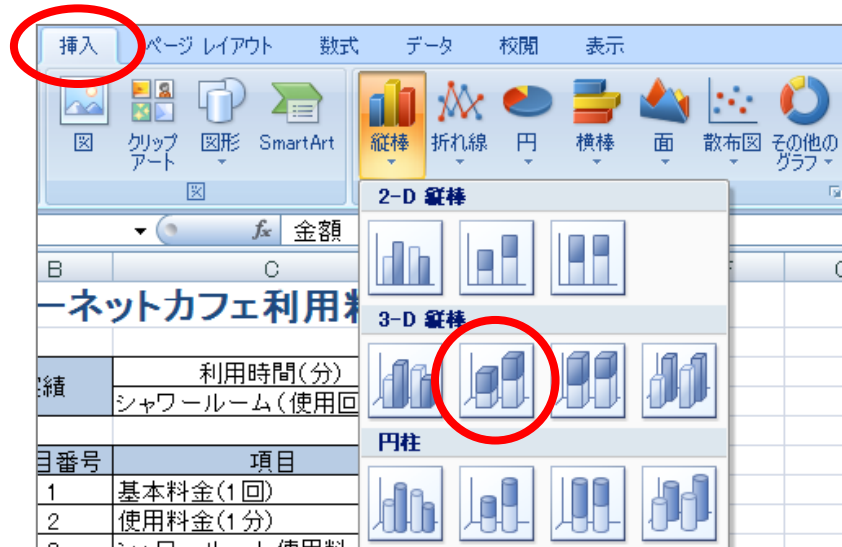 挿入 ページ レイアウト 数式 データ 校閲 表示
図 クリップアート 図形 SmartArt 縦棒 折れ線 円 横棒 面 散布図 その他のグラフ
図
2-D 縦棒
fx 金額
B C
ーネットカフェ利用
3-D 縦棒
利用時間(分)
績
シャワールーム(使用回
円柱
番号 項目
1 基本料金(1回)
2 使用料金(1分)